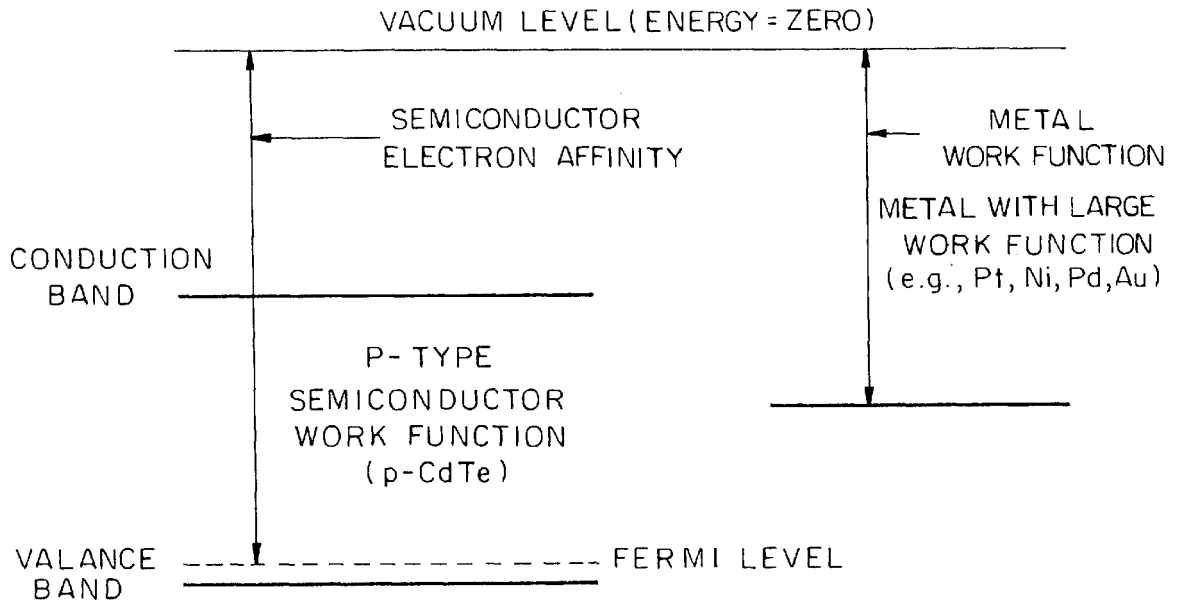 VACUUM LEVEL (ENERGY = ZERO)
SEMICONDUCTOR
ELECTRON AFFINITY
METAL
WORK FUNCTION
METAL WITH LARGE
WORK FUNCTION
(e.g., Pt, Ni, Pd, Au)
CONDUCTION
BAND
P-TYPE
SEMICONDUCTOR
WORK FUNCTION
(p-CdTe)
VALANCE
BAND
FERMI LEVEL